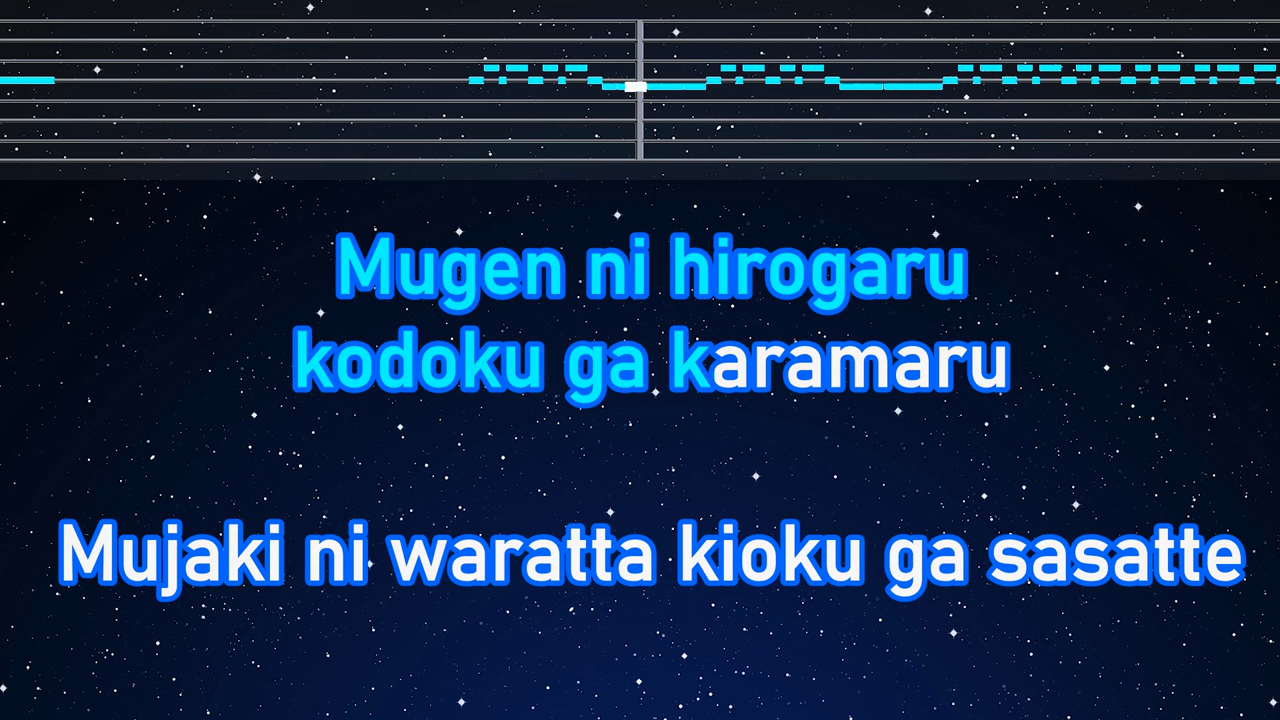 Mugen ni hirogaru
kodoku ga karamaru
Mujaki ni waratta kioku ga sasatte